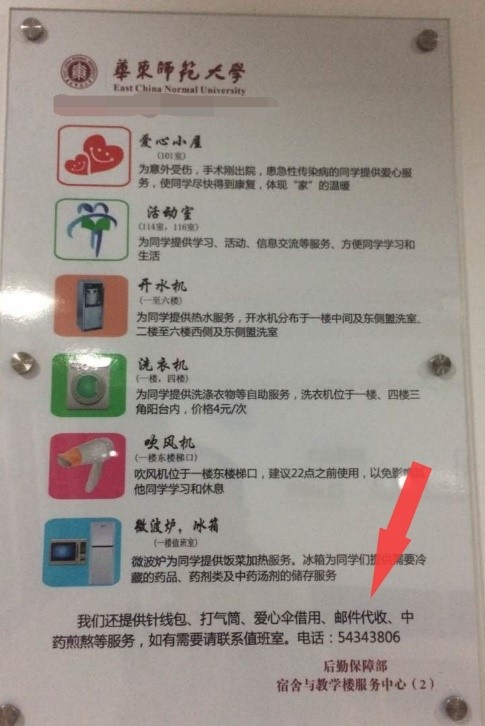 華東師範大學
East China Normal University
爱心小屋
(101室)
为意外受伤，手术刚出院，患急性传染病的同学提供爱心服
务，使同学尽快得到康复，体现“家”的温暖
活动室
(114室，116室)
为同学提供学习、活动、信息交流等服务、方便同学学习和
生活
开水机
(一至六楼)
为同学提供热水服务，开水机分布于一楼中间及东侧盥洗室、
二楼至六楼西侧及东侧盥洗室
洗衣机
(一楼，四楼)
为同学提供洗涤衣物等自助服务，洗衣机位于一楼、四楼三
角阳台内，价格4元/次
吹风机
(一楼东楼梯口)
吹风机位于一楼东楼梯口，建议22点之前使用，以免影
他同学学习和休息
微波炉，冰箱
(一楼值班室)
微波炉为同学提供饭菜加热服务。冰箱为同学们提供需要冷
藏的药品、药剂类及中药汤剂的储存服务
我们还提供针线包、打气筒、爱心伞借用、邮件代收、中
药煎熬等服务，如有需要请联系值班室。电话：54343806
后勤保障部
宿舍与教学楼服务中心（2）